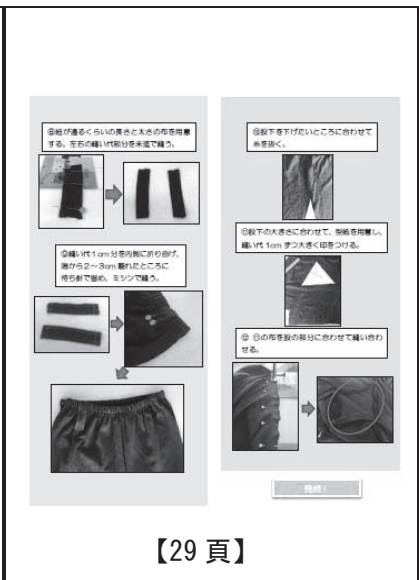 ⑧紐が通るくらいの長さと太さの布を用意
する。左右の縫い代部分を未滝で縫う。
⑨縫い代1cm分を内側に折り曲げ、
端から2～3cm離れたところに
待ち針で留め、ミシンで縫う。
⑩股下を下げたいところに合わせて
糸を抜く。
⑪股下の大きさに合わせて、型紙を用意し、
縫い代1cmずつ大きく印をつける。
⑫ ⑪の布を股の部分に合わせて縫い合わ
せる。
完成！
【29頁】